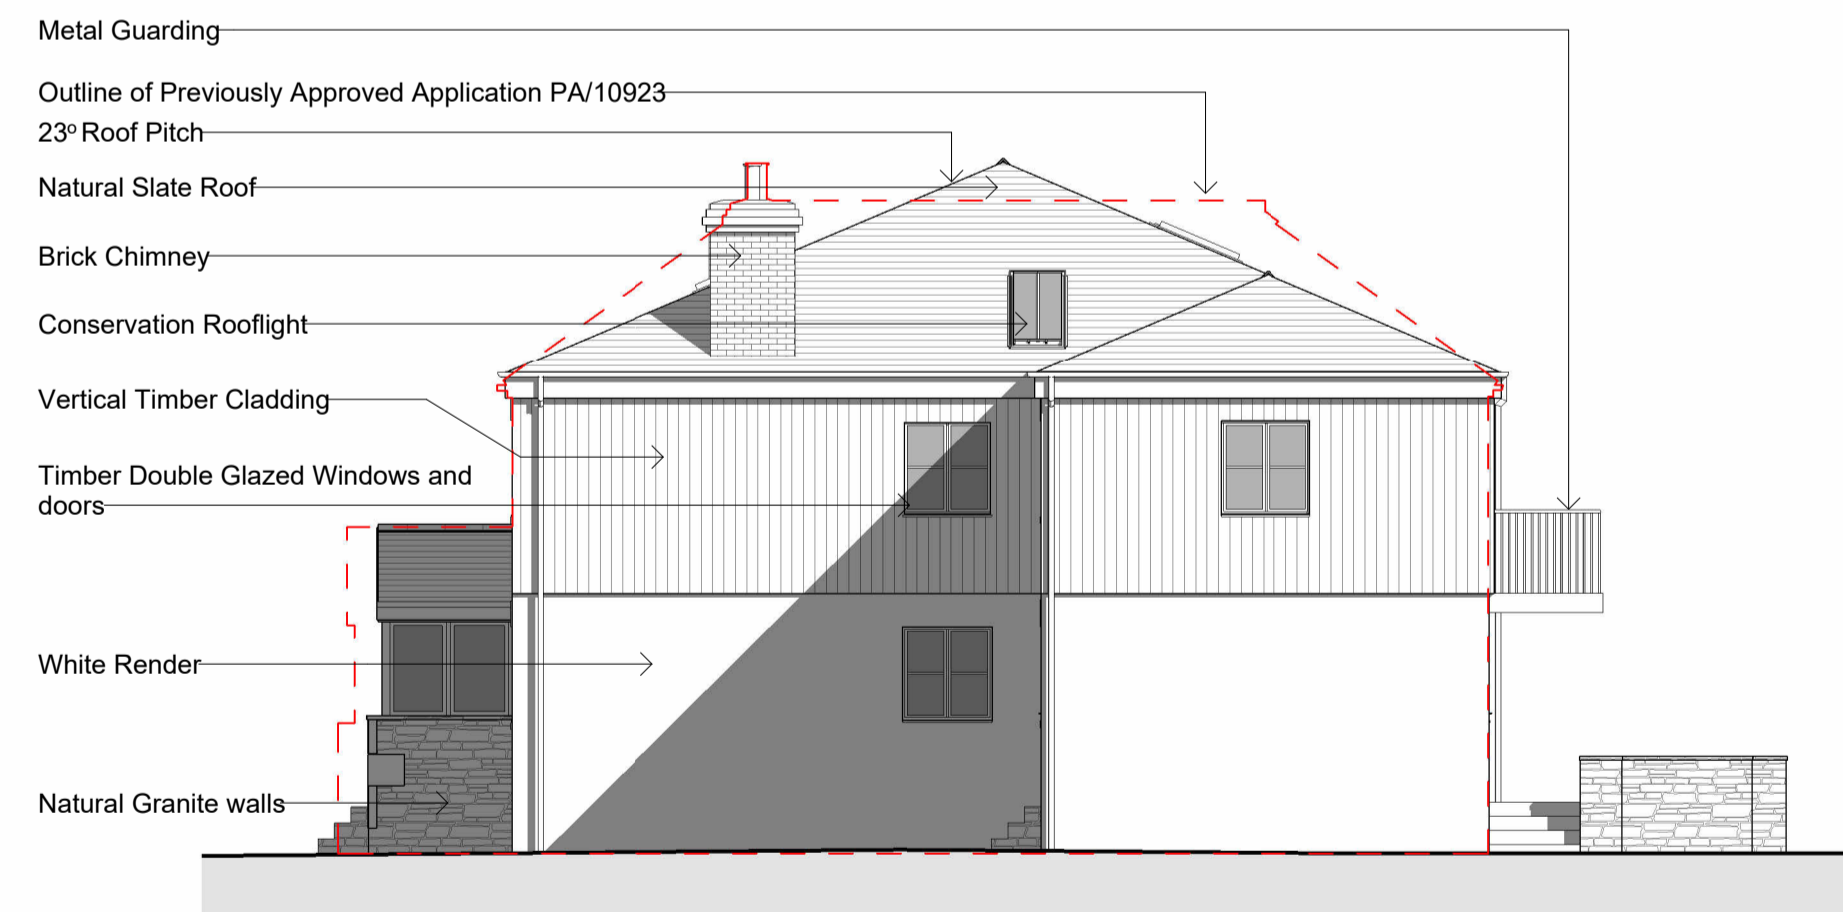 Metal Guarding
Outline of Previously Approved Application PA/10923
23º Roof Pitch
Natural Slate Roof
Brick Chimney
Conservation Rooflight
Vertical Timber Cladding
Timber Double Glazed Windows and
doors
White Render
Natural Granite walls